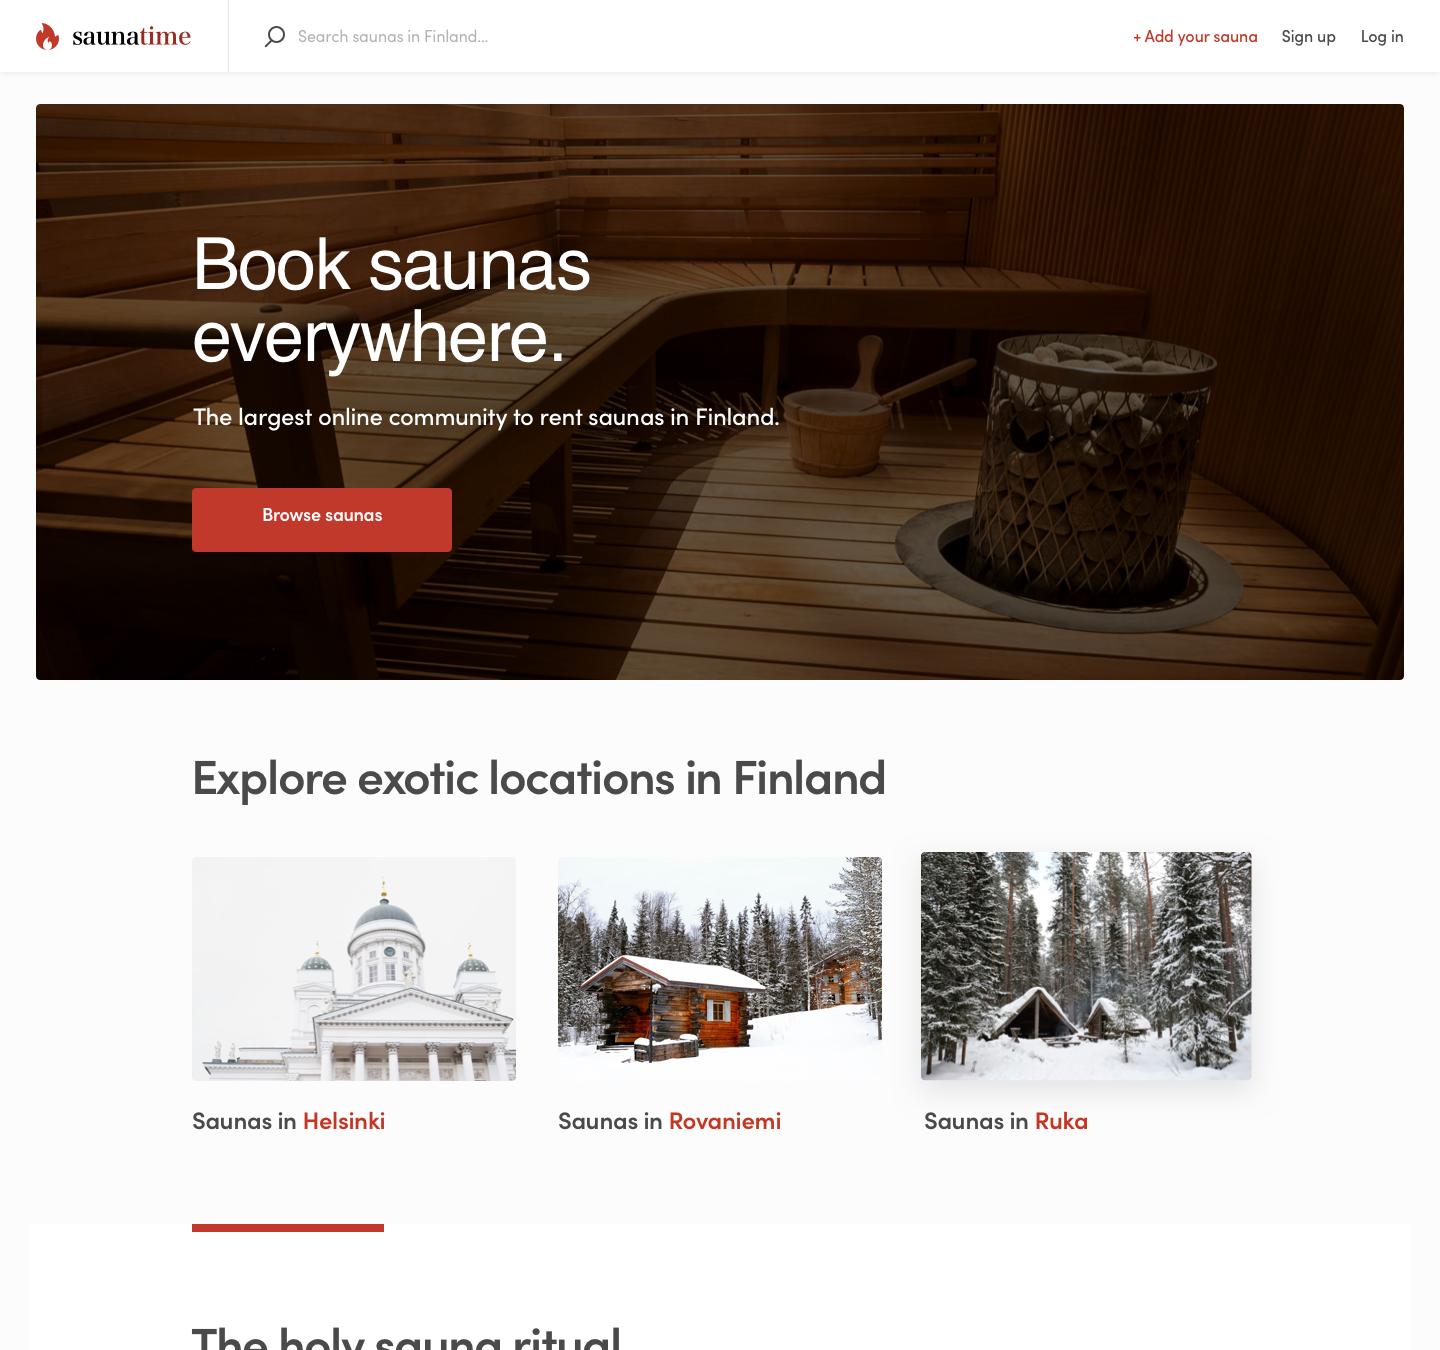 saunatime
Search saunas in Finland...
+ Add your sauna
Sign up
Log in
Book saunas
everywhere.
The largest online community to rent saunas in Finland.
Browse saunas
Explore exotic locations in Finland
Saunas in Helsinki
Saunas in Rovaniemi
Saunas in Ruka
The holy sauna ritual